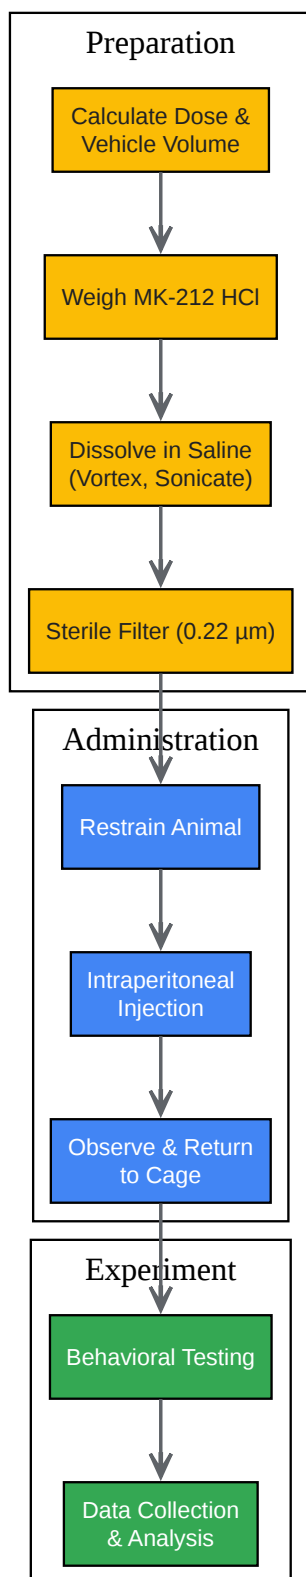 Preparation
Calculate Dose &
Vehicle Volume
Weigh MK-212 HCl
Dissolve in Saline
(Vortex, Sonicate)
Sterile Filter (0.22 µm)
Administration
Restrain Animal
Intraperitoneal
Injection
Observe & Return
to Cage
Experiment
Behavioral Testing
Data Collection
& Analysis